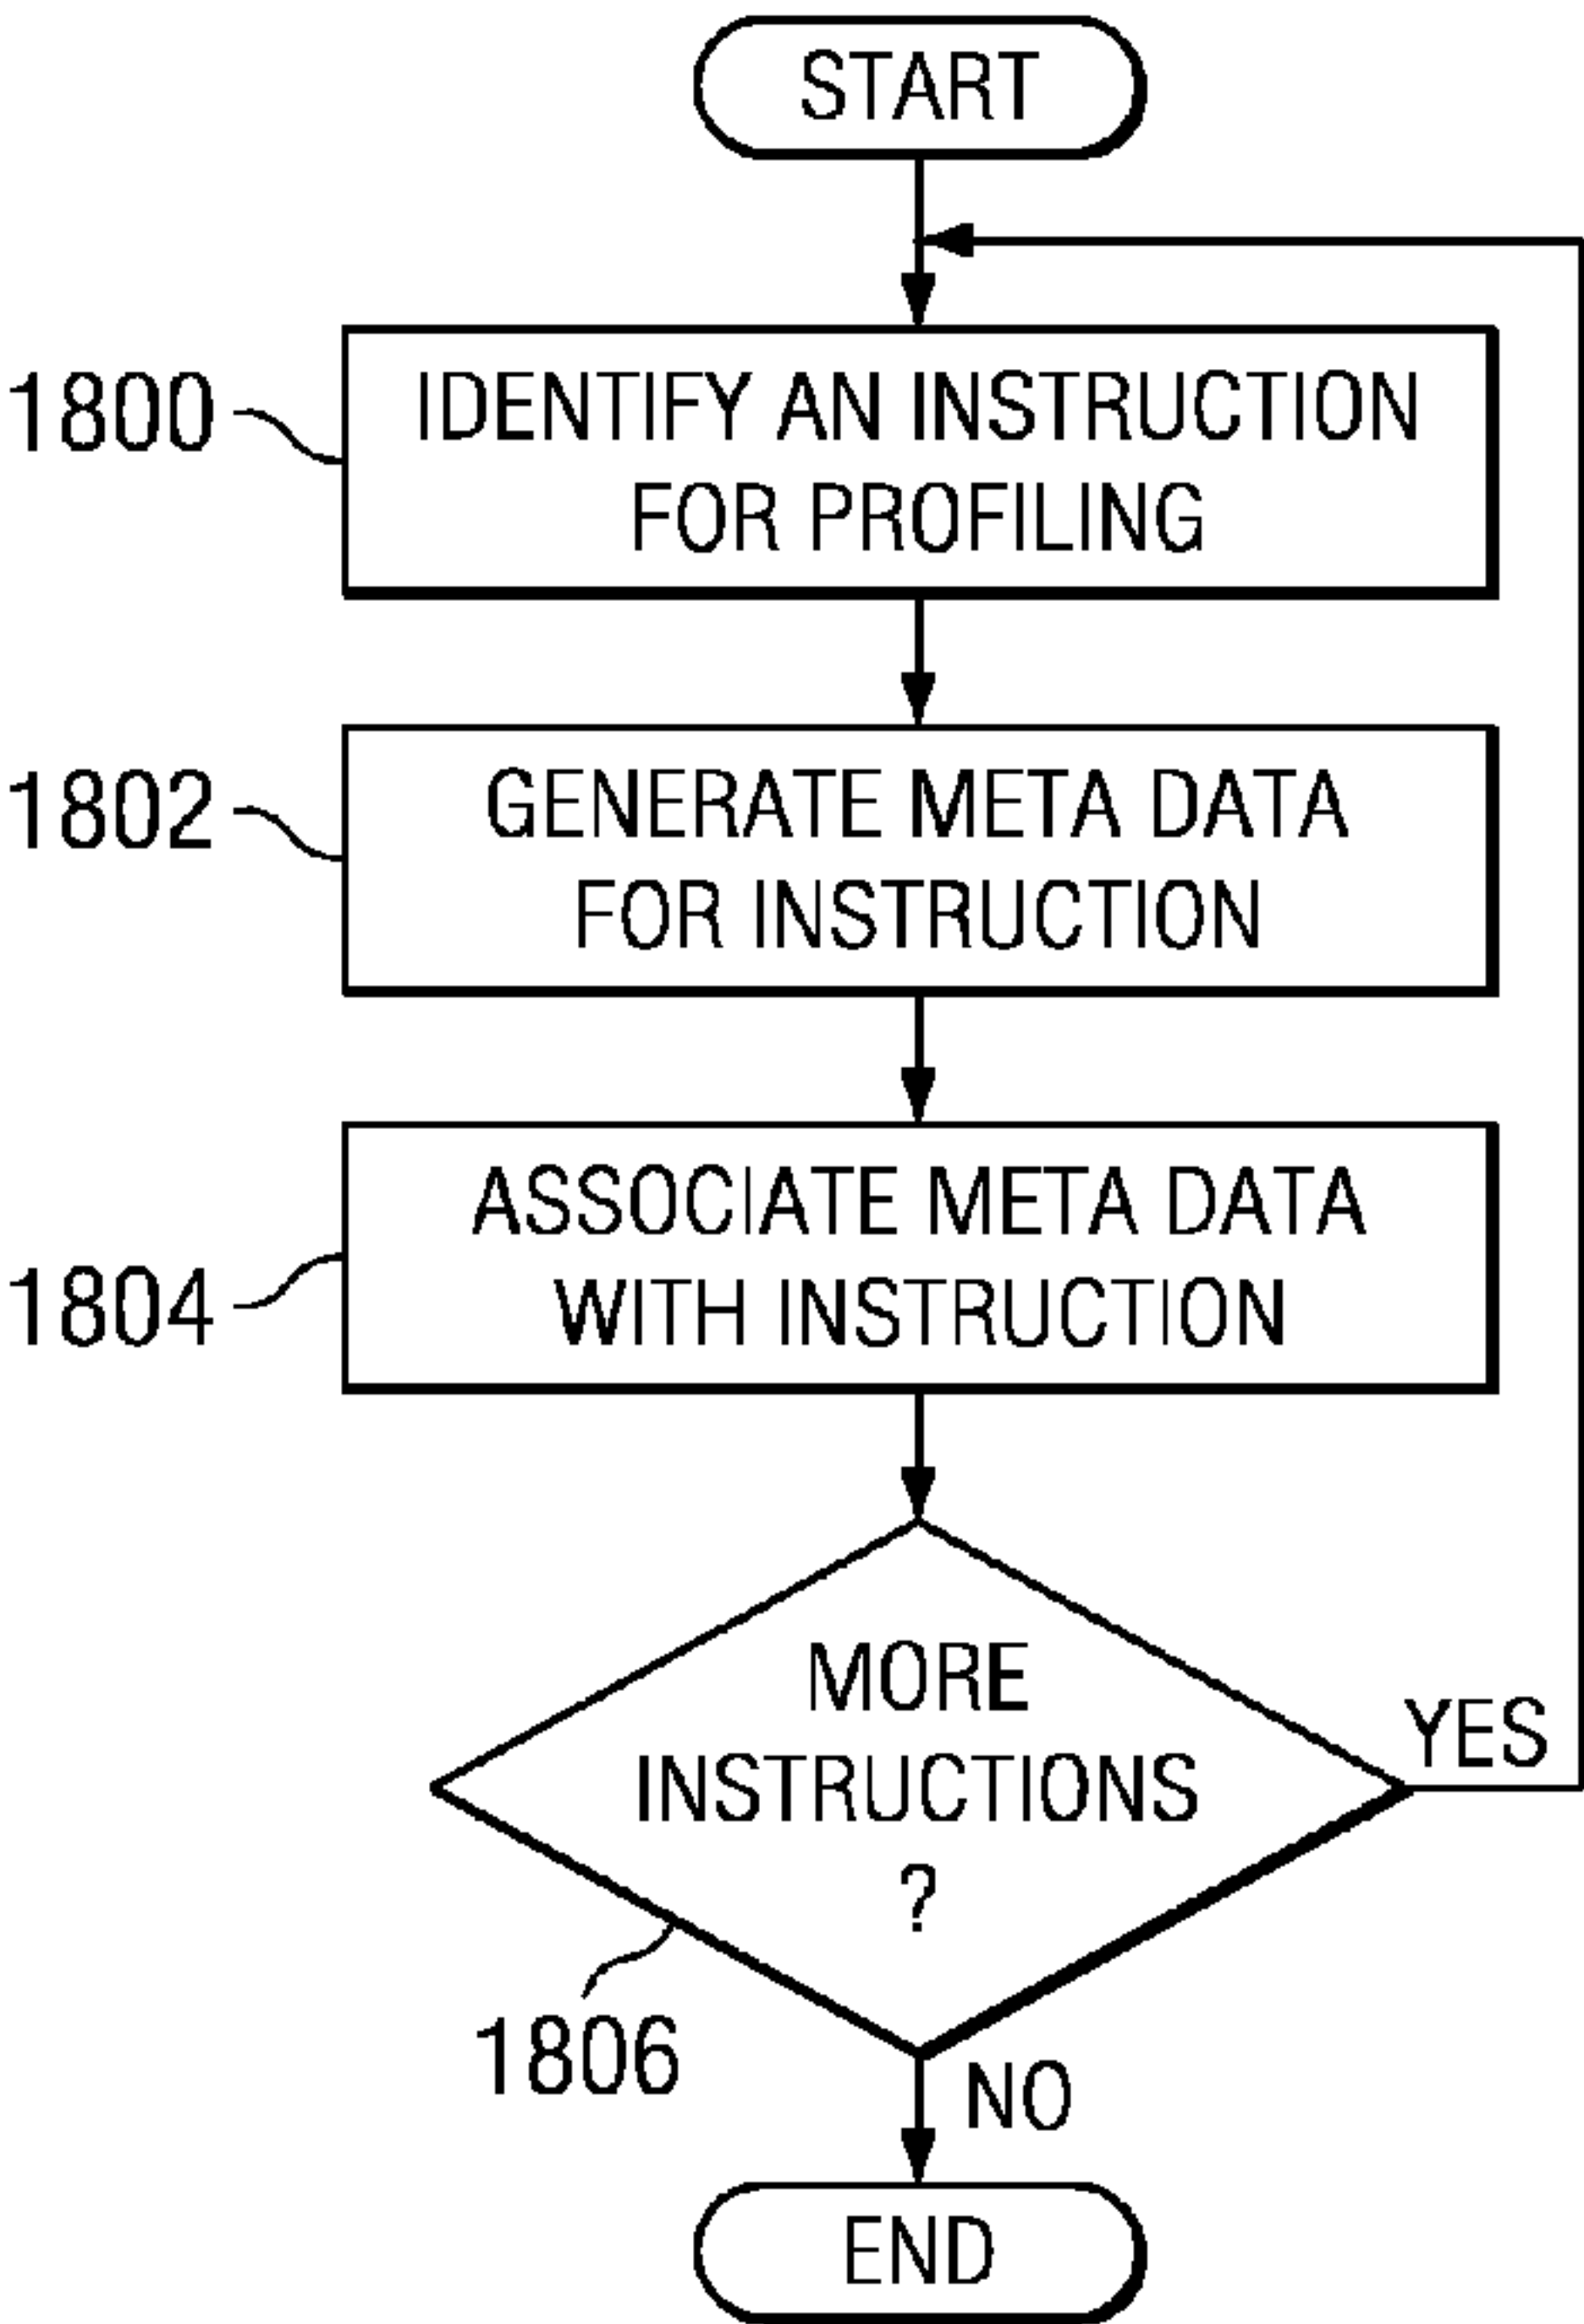 START
1800
IDENTIFY AN INSTRUCTION
FOR PROFILING
1802
GENERATE META DATA
FOR INSTRUCTION
1804
ASSOCIATE META DATA
WITH INSTRUCTION
MORE
INSTRUCTIONS
?
YES
1806
NO
END